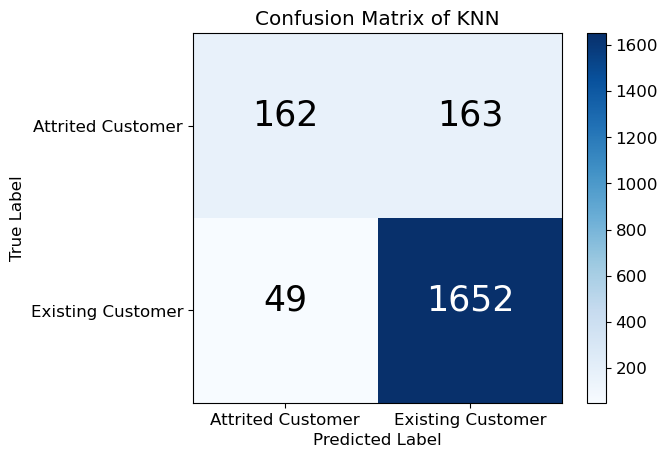 Confusion Matrix of KNN
True Label
Attrited Customer
Existing Customer
162 163
49 1652
Attrited Customer Existing Customer
Predicted Label
1600
1400
1200
1000
800
600
400
200